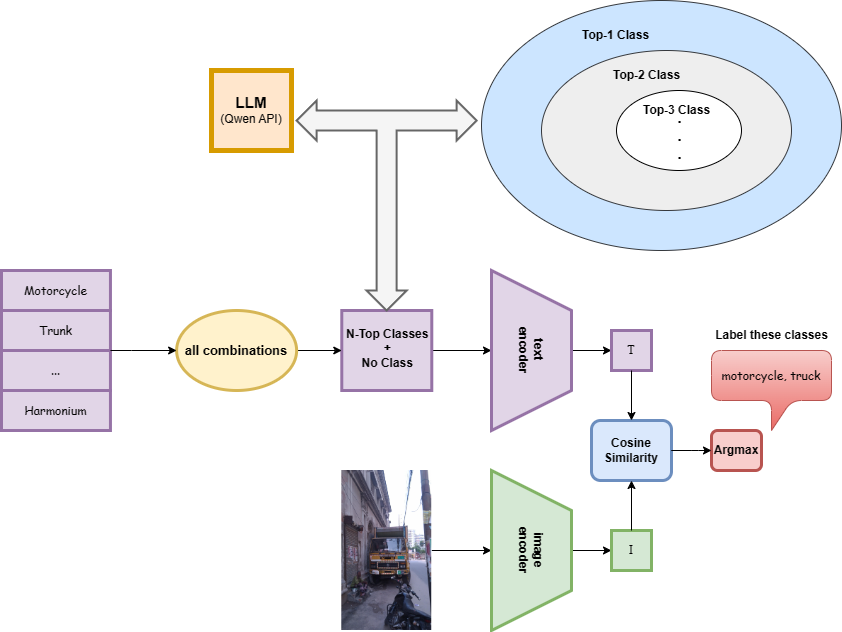 Top-1 Class
Top-2 Class
Top-3 Class
.
.
.
LLM
(Qwen API)
Motorcycle
Trunk
...
Harmonium
all combinations
N-Top Classes
+
No Class
text
encoder
T
Label these classes
motorcycle, truck
Cosine
Similarity
Argmax
image
encoder
I